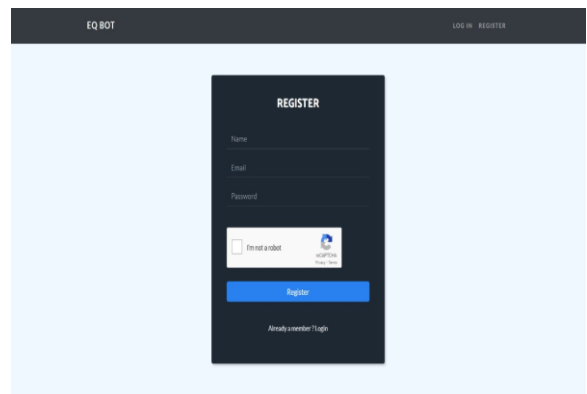 EQ BOT
LOG IN REGISTER
REGISTER
Name
Email
Password
I'm not a robot
reCAPTCHA
Privacy - Terms
Register
Already a member ? Login